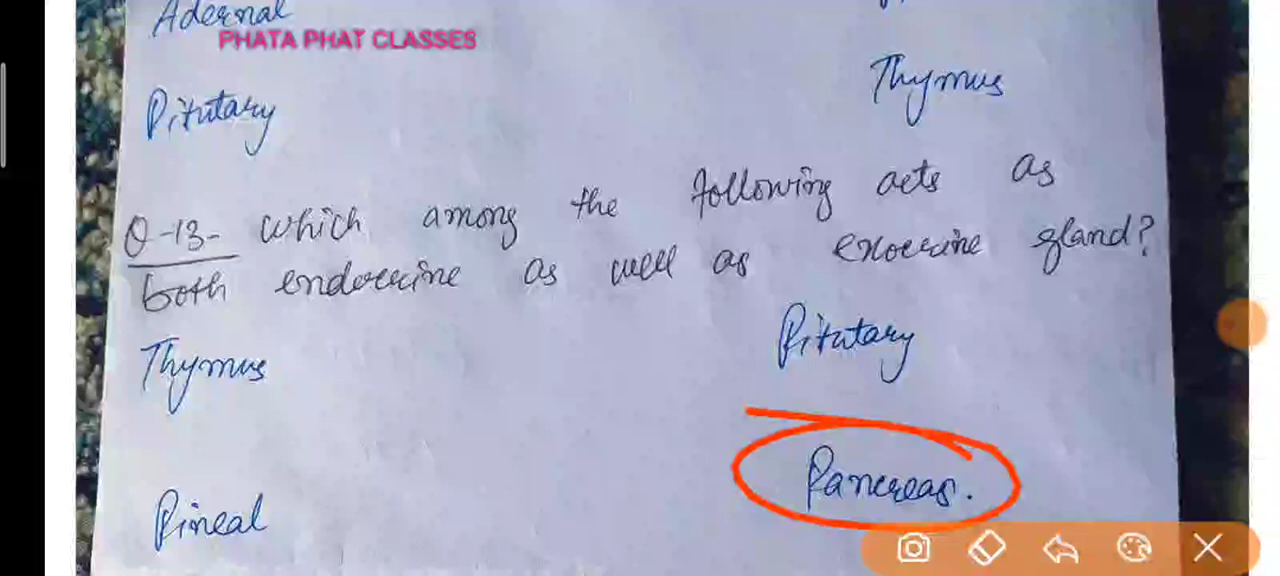 Adernal
PHATA PHAT CLASSES
Pitutary
Thymus
Q-13- Which among the following acts as
both endocrine as well as exocrine gland?
Thymus
Pitutary
Pineal
Pancreas.